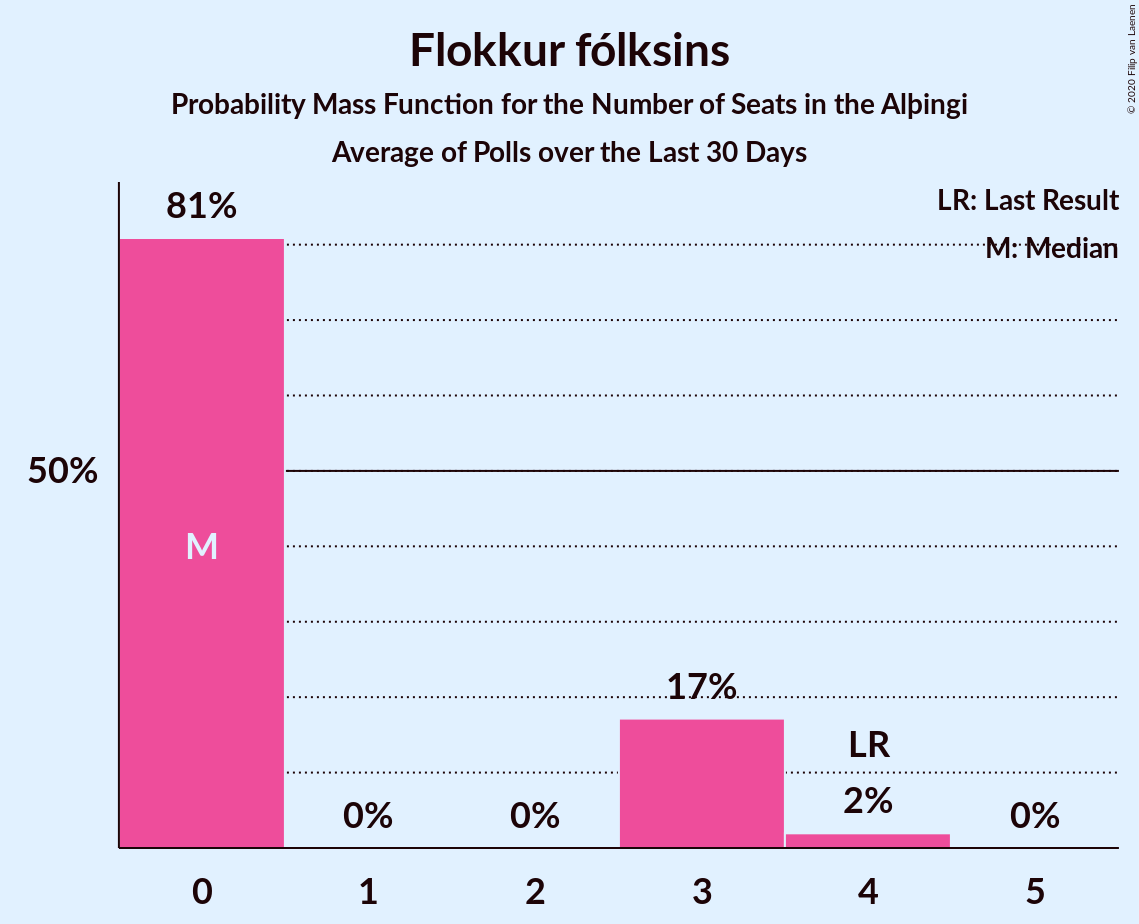 Flokkur fólksins
Probability Mass Function for the Number of Seats in the Alþingi
Average of Polls over the Last 30 Days
© 2020 Filip van Laenen
LR: Last Result
M: Median
81%
50%
M
17%
LR
0%
0%
2%
0%
0
1
2
3
4
5